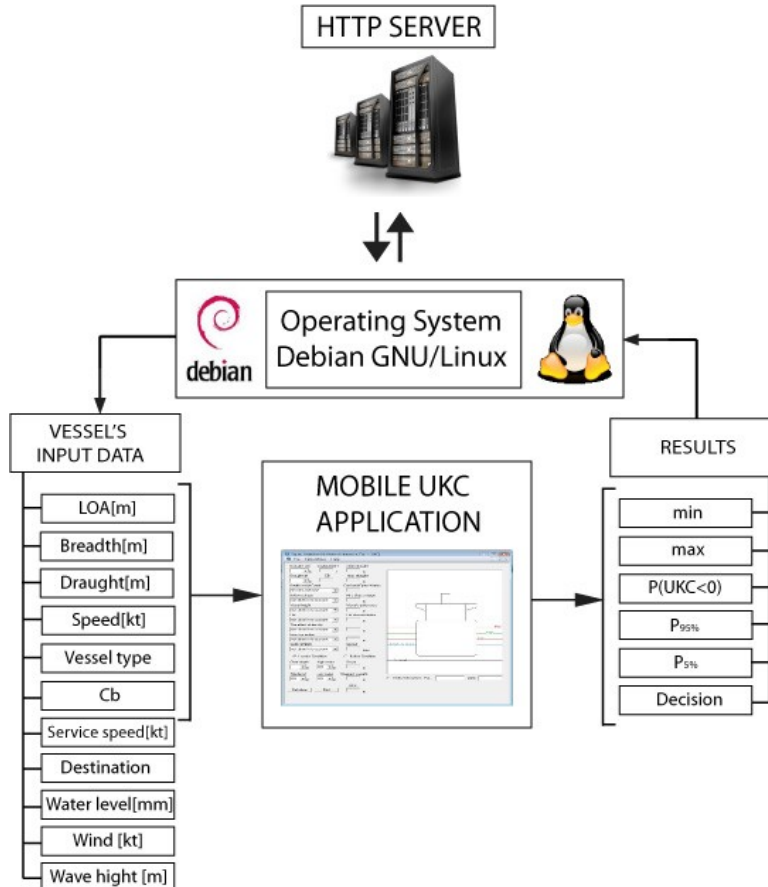 HTTP SERVER
Operating System
Debian GNU/Linux
debian
VESSEL'S
INPUT DATA
LOA[m]
Breadth[m]
Draught[m]
Speed[kt]
Vessel type
Cb
Service speed[kt]
Destination
Water level[mm]
Wind [kt]
Wave hight [m]
MOBILE UKC
APPLICATION
RESULTS
min
max
P(UKC<0)
P95%
P5%
Decision